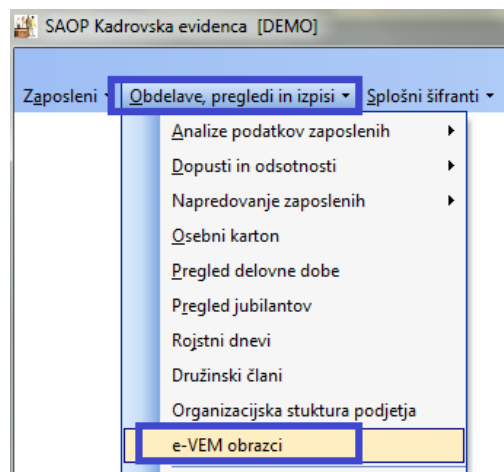 SAOP Kadrovska evidenca [DEMO]
Zaposleni Obdelave, pregledi in izpisi Splošni šifranti
Analize podatkov zaposlenih
Dopusti in odsotnosti
Napredovanje zaposlenih
Osebni karton
Pregled delovne dobe
Pregled jubilantov
Rojstni dnevi
Družinski člani
Organizacijska stuktura podjetja
e-VEM obrazci